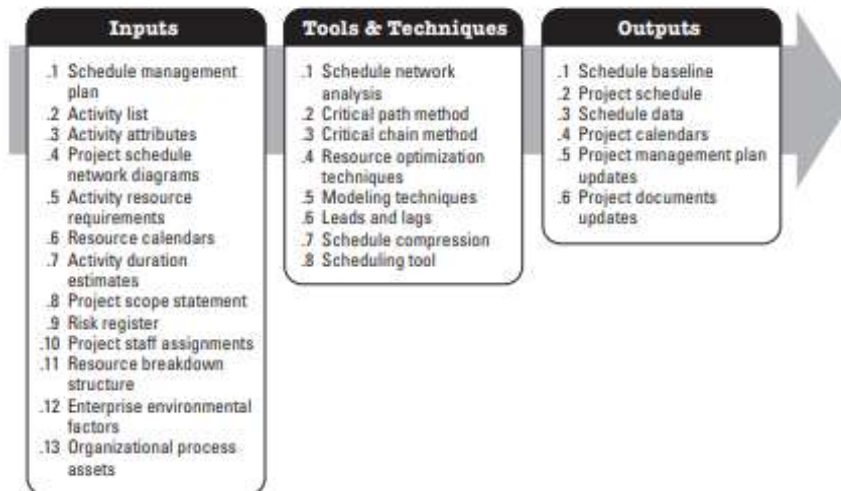 Inputs
.1 Schedule management
plan
.2 Activity list
.3 Activity attributes
.4 Project schedule
network diagrams
.5 Activity resource
requirements
.6 Resource calendars
.7 Activity duration
estimates
.8 Project scope statement
.9 Risk register
.10 Project staff assignments
.11 Resource breakdown
structure
.12 Enterprise environmental
factors
.13 Organizational process
assets
Tools & Techniques
.1 Schedule network
analysis
.2 Critical path method
.3 Critical chain method
.4 Resource optimization
techniques
.5 Modeling techniques
.6 Leads and lags
.7 Schedule compression
.8 Scheduling tool
Outputs
.1 Schedule baseline
.2 Project schedule
.3 Schedule data
.4 Project calendars
.5 Project management plan
updates
.6 Project documents
updates